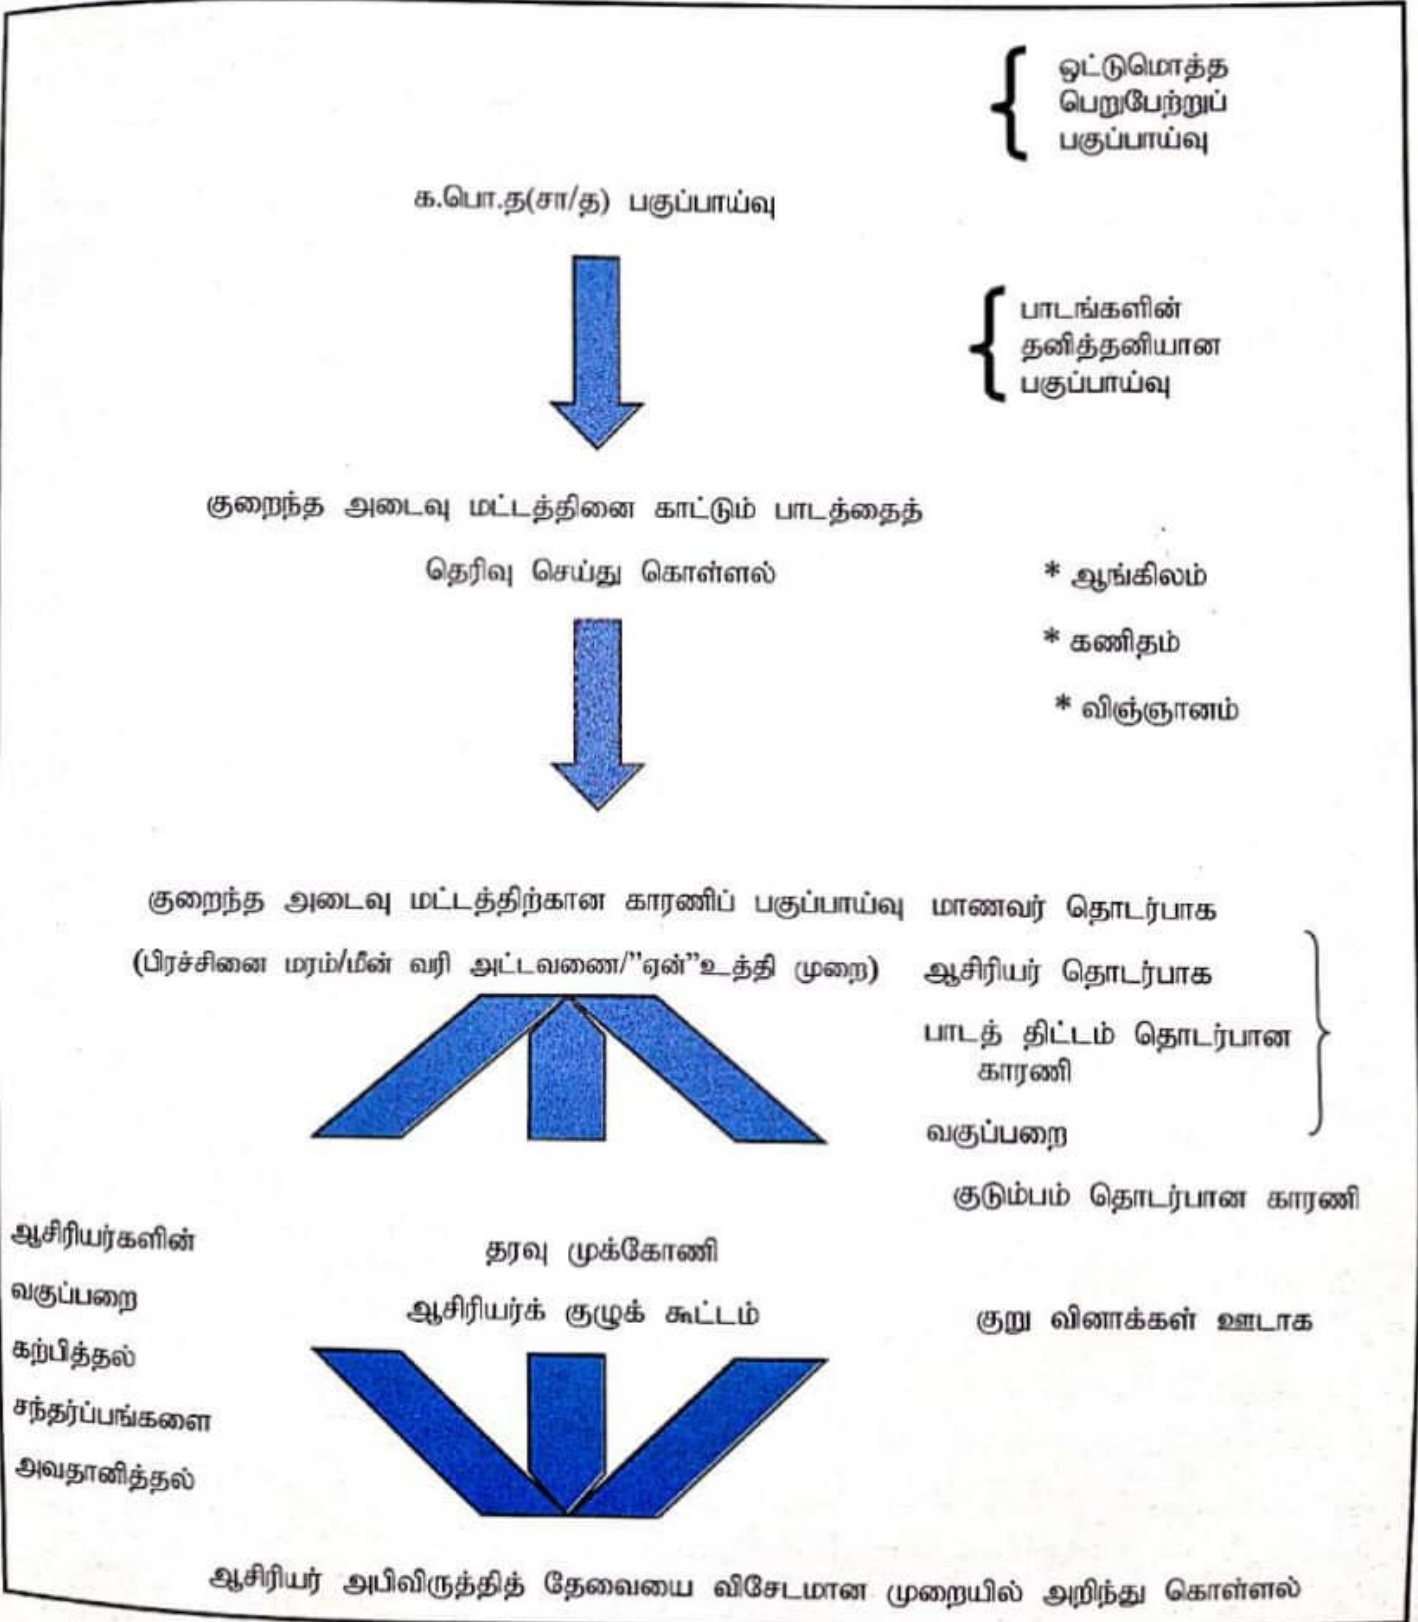 ஒட்டுமொத்த
பெறுபேற்றுப்
பகுப்பாய்வு
க.பொ.த(சா/த) பகுப்பாய்வு
பாடங்களின்
தனித்தனியான
பகுப்பாய்வு
குறைந்த அடைவு மட்டத்தினை காட்டும் பாடத்தைத்
தெரிவு செய்து கொள்ளல்
* ஆங்கிலம்
* கணிதம்
* விஞ்ஞானம்
குறைந்த அடைவு மட்டத்திற்கான காரணிப் பகுப்பாய்வு
(பிரச்சினை மரம்/மீன் வரி அட்டவணை/”ஏன்”உத்தி முறை)
மாணவர் தொடர்பாக
ஆசிரியர் தொடர்பாக
பாடத் திட்டம் தொடர்பான
காரணி
வகுப்பறை
குடும்பம் தொடர்பான காரணி
ஆசிரியர்களின்
வகுப்பறை
கற்பித்தல்
சந்தர்ப்பங்களை
அவதானித்தல்
தரவு முக்கோணி
ஆசிரியர்க் குழுக் கூட்டம்
குறு வினாக்கள் ஊடாக
ஆசிரியர் அபிவிருத்தித் தேவையை விசேடமான முறையில் அறிந்து கொள்ளல்